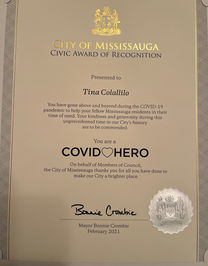 CITY OF MISSISSAUGA
CIVIC AWARD OF RECOGNITION
Presented to
Tina Colalillo
You have gone above and beyond during the COVID-19
pandemic to help your fellow Mississauga residents in their
time of need. Your kindness and generosity during this
unprecedented time in our City's history
are to be commended.
You are a
COVID HERO
On behalf of Members of Council,
the City of Mississauga thanks you for all you have done to
make our City a brighter place.
Bonnie Crombie
Mayor Bonnie Crombie
February 2021